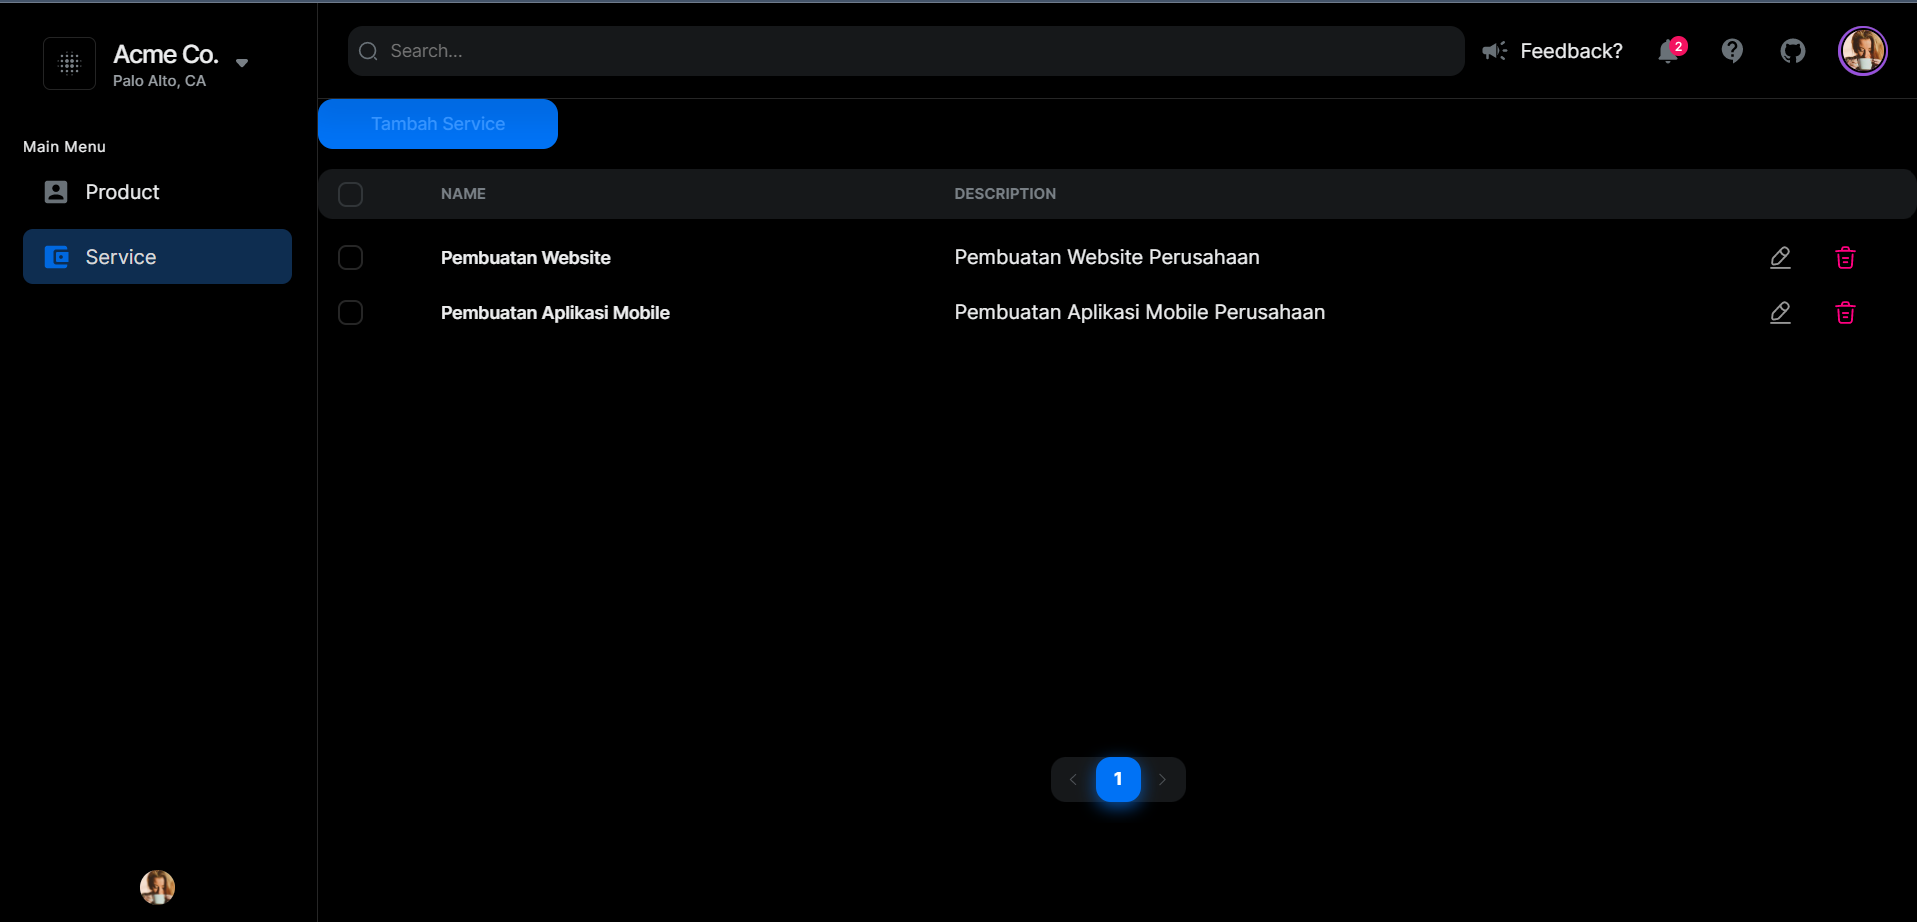 Acme Co.
Palo Alto, CA
Search...
Feedback?
2
Main Menu
Product
Service
Tambah Service
NAME DESCRIPTION
Pembuatan Website Pembuatan Website Perusahaan
Pembuatan Aplikasi Mobile Pembuatan Aplikasi Mobile Perusahaan
1